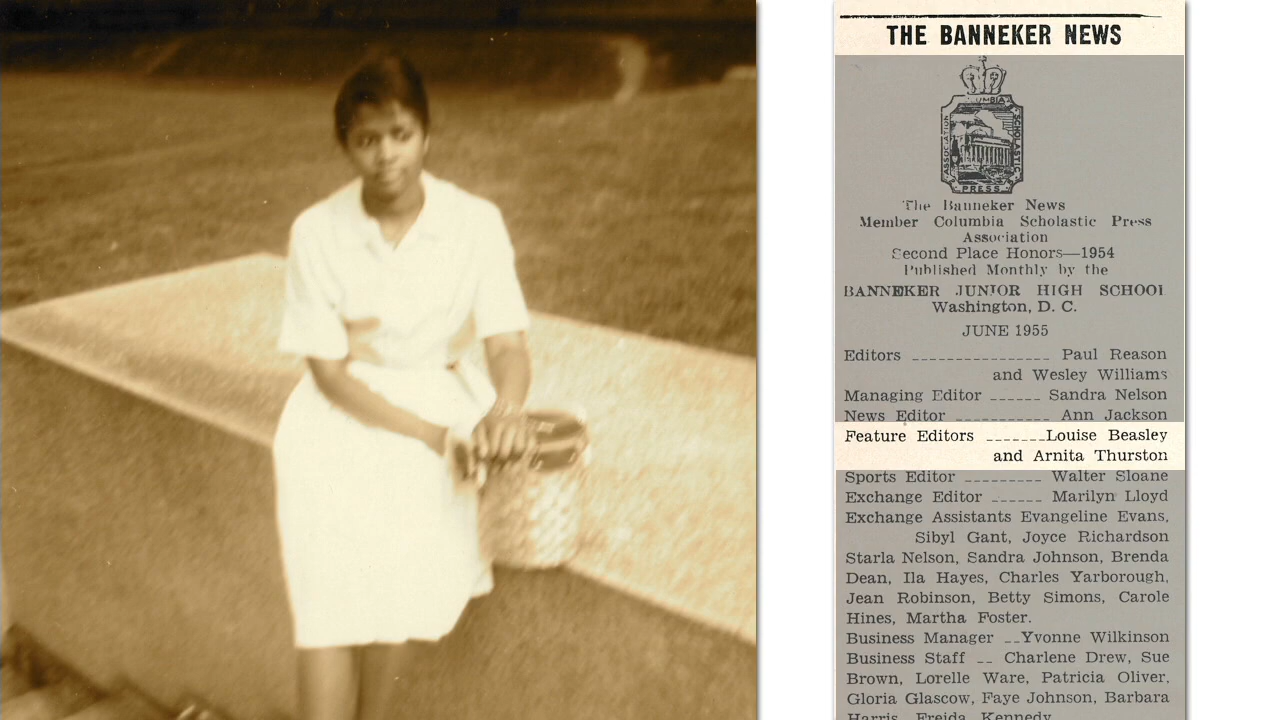 THE BANNEKER NEWS
COLUMBIA
ASSOCIATION
SCHOLASTIC
PRESS
The Banneker News
Member Columbia Scholastic Press
Association
Second Place Honors—1954
Published Monthly by the
BANNEKER JUNIOR HIGH SCHOOL
Washington, D. C.
JUNE 1955
Editors ________________ Paul Reason
and Wesley Williams
Managing Editor ______ Sandra Nelson
News Editor ___________ Ann Jackson
Feature Editors _______Louise Beasley
and Arnita Thurston
Sports Editor _________ Walter Sloane
Exchange Editor ______ Marilyn Lloyd
Exchange Assistants Evangeline Evans,
Sibyl Gant, Joyce Richardson
Starla Nelson, Sandra Johnson, Brenda
Dean, Ila Hayes, Charles Yarborough,
Jean Robinson, Betty Simons, Carole
Hines, Martha Foster.
Business Manager __Yvonne Wilkinson
Business Staff __ Charlene Drew, Sue
Brown, Lorelle Ware, Patricia Oliver,
Gloria Glascow, Faye Johnson, Barbara
Harris, Freida Kennedy